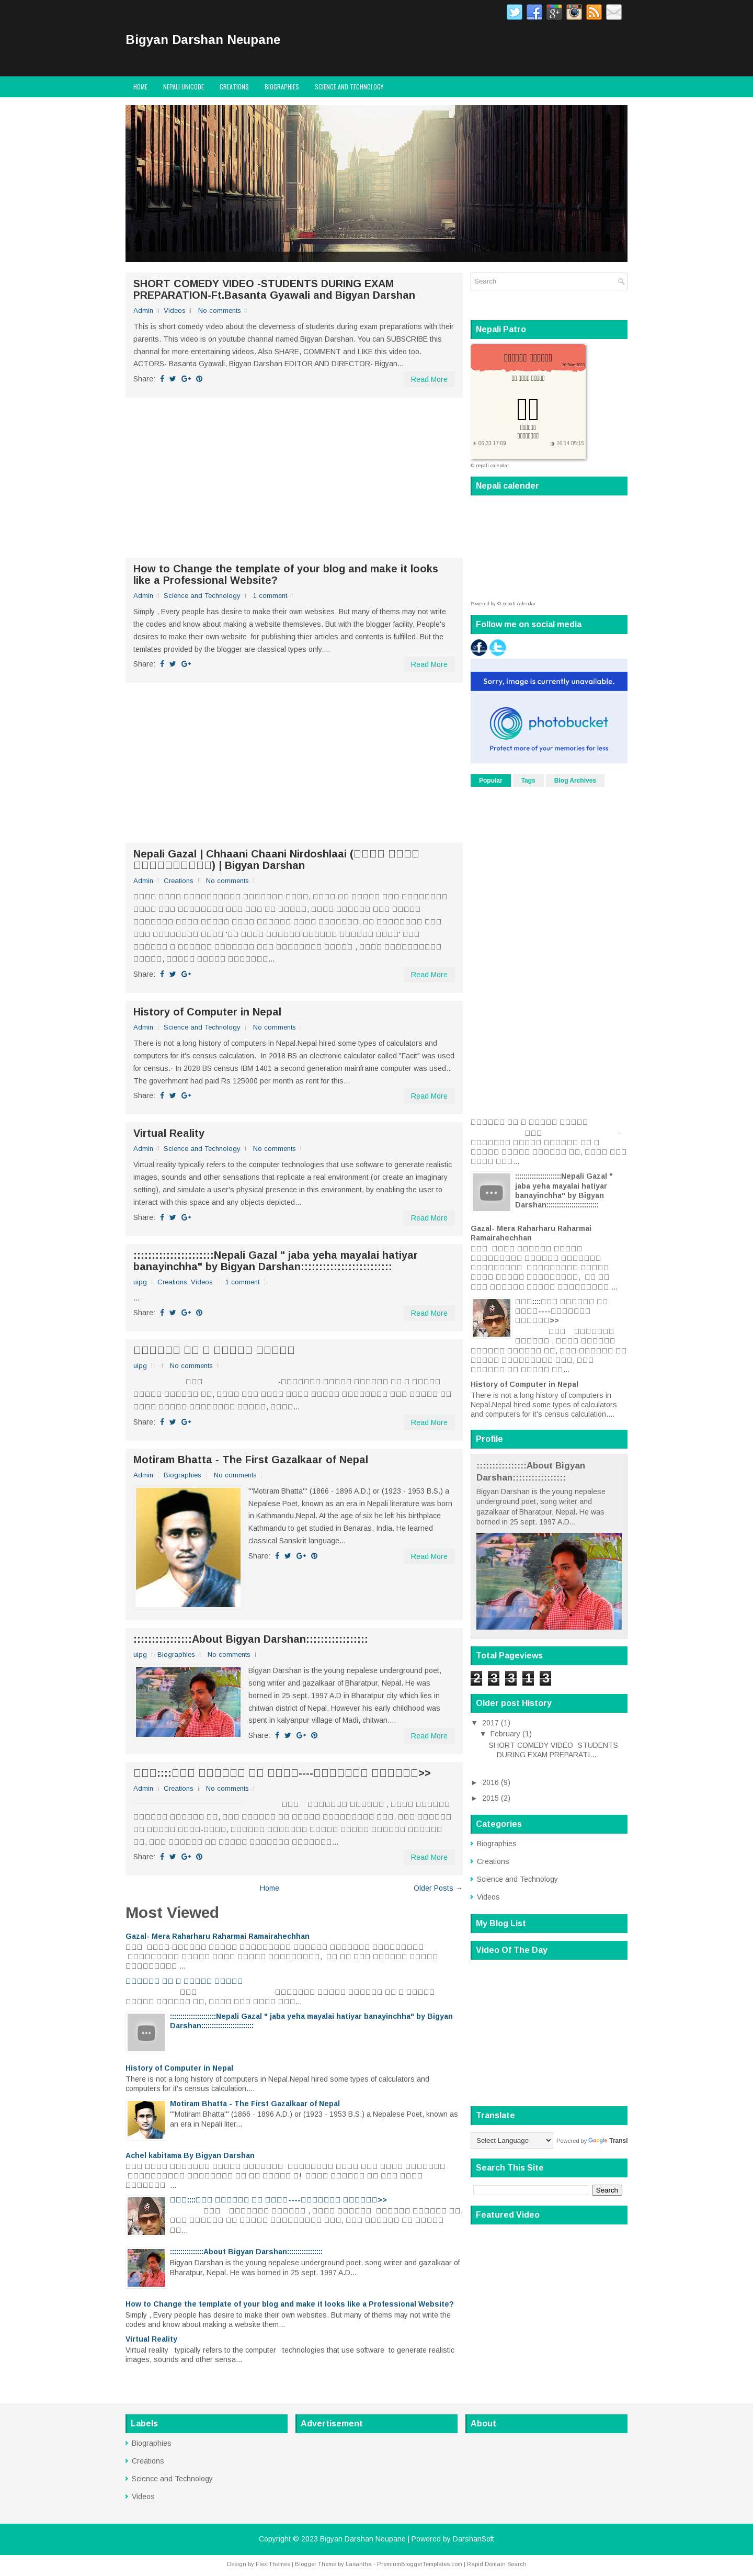 Bigyan Darshan Neupane
HOME NEPALI UNICODE CREATIONS BIOGRAPHIES SCIENCE AND TECHNOLOGY
SHORT COMEDY VIDEO -STUDENTS DURING EXAM
PREPARATION-Ft.Basanta Gyawali and Bigyan Darshan
Admin Videos No comments
This is short comedy video about the cleverness of students during exam preparations with their
parents. This video is on youtube channal named Bigyan Darshan. You can SUBSCRIBE this
channal for more entertaining videos. Also SHARE, COMMENT and LIKE this video too.
ACTORS- Basanta Gyawali, Bigyan Darshan EDITOR AND DIRECTOR- Bigyan...
Share:
Read More
How to Change the template of your blog and make it looks
like a Professional Website?
Admin Science and Technology 1 comment
Simply , Every people has desire to make their own websites. But many of thems may not write
the codes and know about making a website themsleves. But with the blogger facility, People's
desires to make their own website for publishing thier articles and contents is fulfilled. But the
temlates provided by the blogger are classical types only....
Share:
Read More
Nepali Gazal | Chhaani Chaani Nirdoshlaai (
) | Bigyan Darshan
Admin Creations No comments
Share:
Read More
History of Computer in Nepal
Admin Science and Technology No comments
There is not a long history of computers in Nepal.Nepal hired some types of calculators and
computers for it's census calculation. In 2018 BS an electronic calculator called "Facit" was used
for census.· In 2028 BS census IBM 1401 a second generation mainframe computer was used..
The govermhent had paid Rs 125000 per month as rent for this...
Share:
Read More
Virtual Reality
Admin Science and Technology No comments
Virtual reality typically refers to the computer technologies that use software to generate realistic
images, sounds and other sensations that replicate a real environment (or create an imaginary
setting), and simulate a user's physical presence in this environment, by enabling the user to
interact with this space and any objects depicted...
Share:
Read More
::::::::::::::::::::::Nepali Gazal " jaba yeha mayalai hatiyar
banayinchha" by Bigyan Darshan:::::::::::::::::::::::::
uipg Creations, Videos 1 comment
...
Share:
Read More
uipg No comments
Share:
Read More
Motiram Bhatta - The First Gazalkaar of Nepal
Admin Biographies No comments
'"Motiram Bhatta"' (1866 - 1896 A.D.) or (1923 - 1953 B.S.) a
Nepalese Poet, known as an era in Nepali literature was born
in Kathmandu,Nepal. At the age of six he left his birthplace
Kathmandu to get studied in Benaras, India. He learned
classical Sanskrit language...
Share:
Read More
::::::::::::::::About Bigyan Darshan:::::::::::::::::
uipg Biographies No comments
Bigyan Darshan is the young nepalese underground poet,
song writer and gazalkaar of Bharatpur, Nepal. He was
borned in 25 sept. 1997 A.D in Bharatpur city which lies in
chitwan district of Nepal. However his early childhood was
spent in kalyanpur village of Madi, chitwan....
Share:
Read More
Admin Creations No comments
Share:
Read More
Home
Older Posts →
Most Viewed
Gazal- Mera Raharharu Raharmai Ramairahechhan
::::::::::::::::::::::Nepali Gazal " jaba yeha mayalai hatiyar banayinchha" by Bigyan
Darshan:::::::::::::::::::::::::
History of Computer in Nepal
There is not a long history of computers in Nepal.Nepal hired some types of calculators and
computers for it's census calculation....
Motiram Bhatta - The First Gazalkaar of Nepal
'"Motiram Bhatta"' (1866 - 1896 A.D.) or (1923 - 1953 B.S.) a Nepalese Poet, known as
an era in Nepali liter...
Achel kabitama By Bigyan Darshan
::::::::::::::::About Bigyan Darshan:::::::::::::::::
Bigyan Darshan is the young nepalese underground poet, song writer and gazalkaar of
Bharatpur, Nepal. He was borned in 25 sept. 1997 A.D...
How to Change the template of your blog and make it looks like a Professional Website?
Simply , Every people has desire to make their own websites. But many of thems may not write the
codes and know about making a website them...
Virtual Reality
Virtual reality typically refers to the computer technologies that use software to generate realistic
images, sounds and other sensa...
Search
Nepali Patro
☀ 06:33 17:09
16:14 05:15
© nepali calendar
Nepali calender
Powered by © nepali calendar
Follow me on social media
Sorry, image is currently unavailable.
photobucket
Protect more of your memories for less
Popular Tags Blog Archives
::::::::::::::::::::::Nepali Gazal "
jaba yeha mayalai hatiyar
banayinchha" by Bigyan
Darshan:::::::::::::::::::::::::
Gazal- Mera Raharharu Raharmai
Ramairahechhan
History of Computer in Nepal
There is not a long history of computers in
Nepal.Nepal hired some types of calculators
and computers for it's census calculation....
Profile
::::::::::::::::About Bigyan
Darshan:::::::::::::::::
Bigyan Darshan is the young nepalese
underground poet, song writer and
gazalkaar of Bharatpur, Nepal. He was
borned in 25 sept. 1997 A.D...
Total Pageviews
2 3 3 1 3
Older post History
▼ 2017 (1)
▼ February (1)
SHORT COMEDY VIDEO -STUDENTS
DURING EXAM PREPARATI...
► 2016 (9)
► 2015 (2)
Categories
Biographies
Creations
Science and Technology
Videos
My Blog List
Video Of The Day
Translate
Select Language
Powered by Google Transl
Search This Site
Search
Featured Video
Labels
Biographies
Creations
Science and Technology
Videos
Advertisement
About
Copyright © 2023 Bigyan Darshan Neupane | Powered by DarshanSoft
Design by FlexiThemes | Blogger Theme by Lasantha - PremiumBloggerTemplates.com | Rapid Domain Search